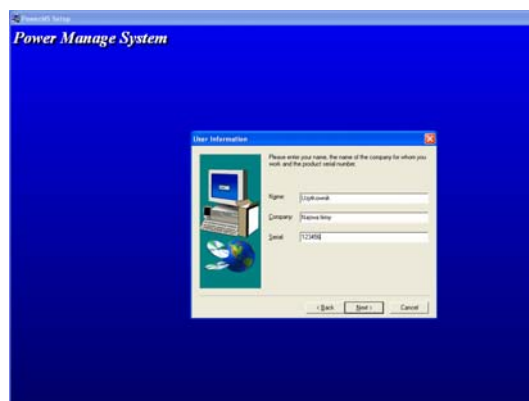 PowerMS Setup
Power Manage System
User Information
Please enter your name, the name of the company for whom you
work and the product serial number.
Name:
Company: Nazwa firmy
Serial: 123456
< Back
Next >
Cancel